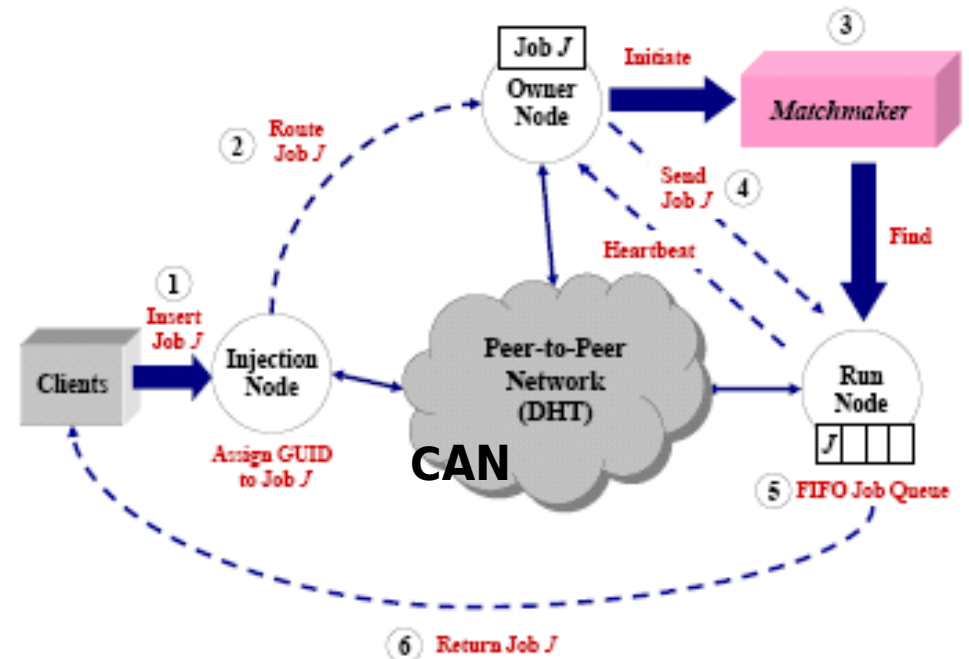 3
Job J
Owner
Node
Initiate
Matchmaker
2
Route
Job J
Send
Job J
4
Heartbeat
Find
1
Insert
Job J
Clients
Injection
Node
Peer-to-Peer
Network
(DHT)
CAN
Run
Node
J
Assign GUID
to Job J
5 FIFO Job Queue
6 Return Job J